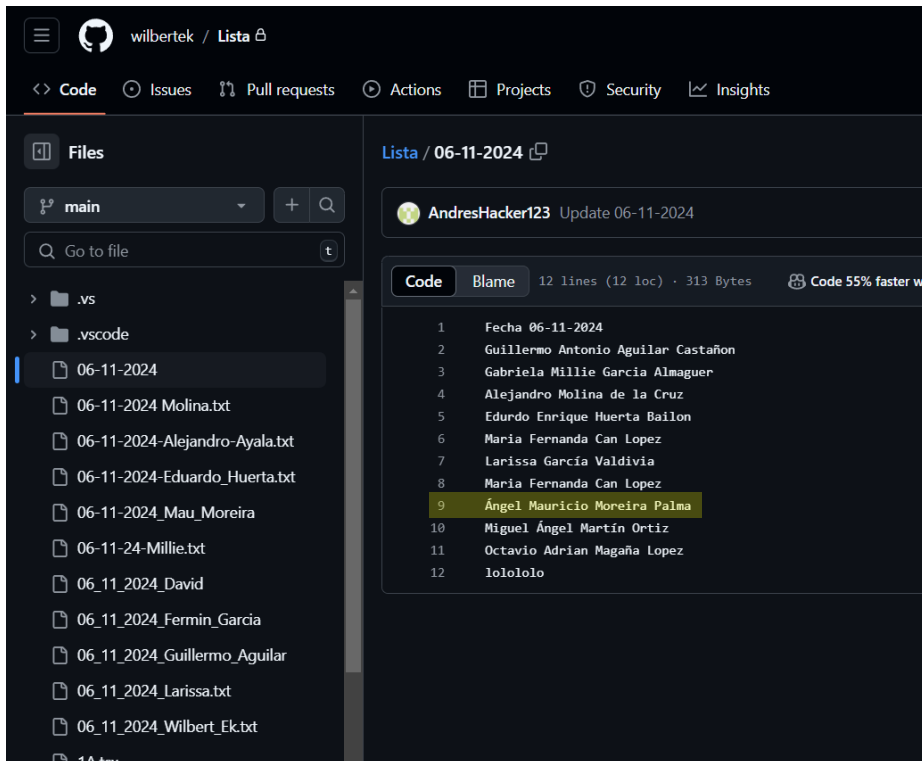 wilbertek / Lista
Code Issues Pull requests Actions Projects Security Insights
Files
main
Go to file t
.vs
.vscode
06-11-2024
06-11-2024 Molina.txt
06-11-2024-Alejandro-Ayala.txt
06-11-2024-Eduardo_Huerta.txt
06-11-2024_Mau_Moreira
06-11-24-Millie.txt
06_11_2024_David
06_11_2024_Fermin_Garcia
06_11_2024_Guillermo_Aguilar
06_11_2024_Larissa.txt
06_11_2024_Wilbert_Ek.txt
Lista / 06-11-2024
AndresHacker123 Update 06-11-2024
Code Blame 12 lines (12 loc) · 313 Bytes Code 55% faster
1 Fecha 06-11-2024
2 Guillermo Antonio Aguilar Castañon
3 Gabriela Millie Garcia Almaguer
4 Alejandro Molina de la Cruz
5 Edurdo Enrique Huerta Bailon
6 Maria Fernanda Can Lopez
7 Larissa García Valdivia
8 Maria Fernanda Can Lopez
9 Ángel Mauricio Moreira Palma
10 Miguel Ángel Martín Ortiz
11 Octavio Adrian Magaña Lopez
12 lolololo